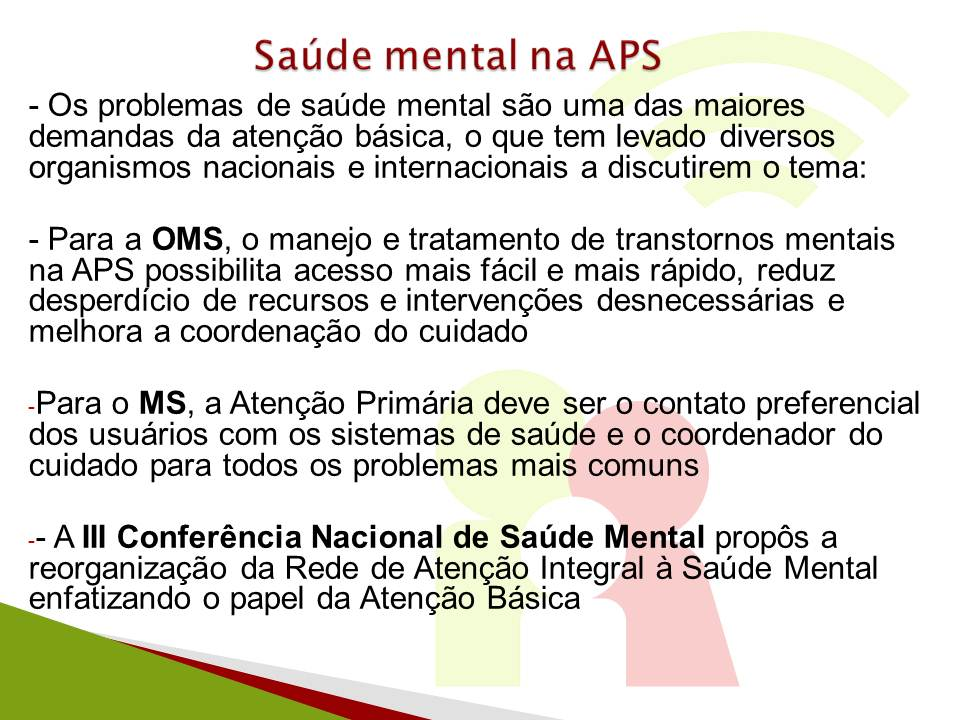 Saúde mental na APS
- Os problemas de saúde mental são uma das maiores
demandas da atenção básica, o que tem levado diversos
organismos nacionais e internacionais a discutirem o tema:
- Para a OMS, o manejo e tratamento de transtornos mentais
na APS possibilita acesso mais fácil e mais rápido, reduz
desperdício de recursos e intervenções desnecessárias e
melhora a coordenação do cuidado
-Para o MS, a Atenção Primária deve ser o contato preferencial
dos usuários com os sistemas de saúde e o coordenador do
cuidado para todos os problemas mais comuns
-- A III Conferência Nacional de Saúde Mental propôs a
reorganização da Rede de Atenção Integral à Saúde Mental
enfatizando o papel da Atenção Básica